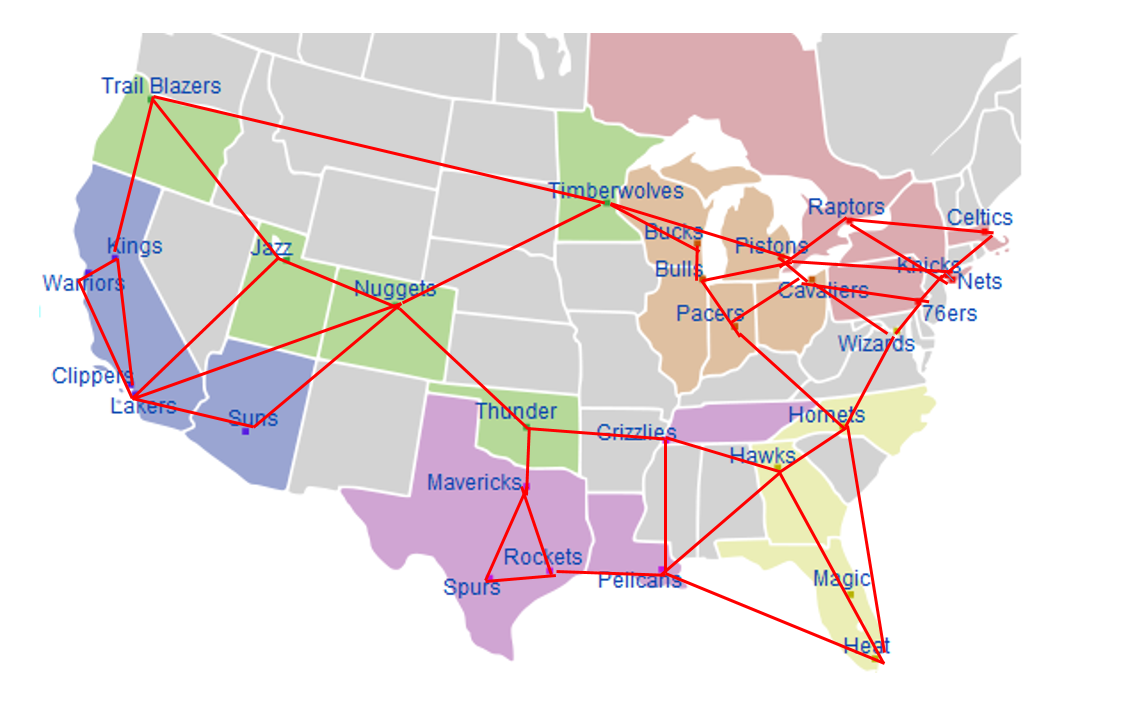 Trail Blazers
Timberwolves
Raptors
Celtics
Bucks
Kings
Jazz
Pistons
Knicks
Bulls
Warriors
Nets
Nuggets
Cavaliers
Pacers
76ers
Wizards
Clippers
Lakers
Suns
Thunder
Hornets
Grizzlies
Hawks
Mavericks
Rockets
Spurs
Pelicans
Magic
Heat